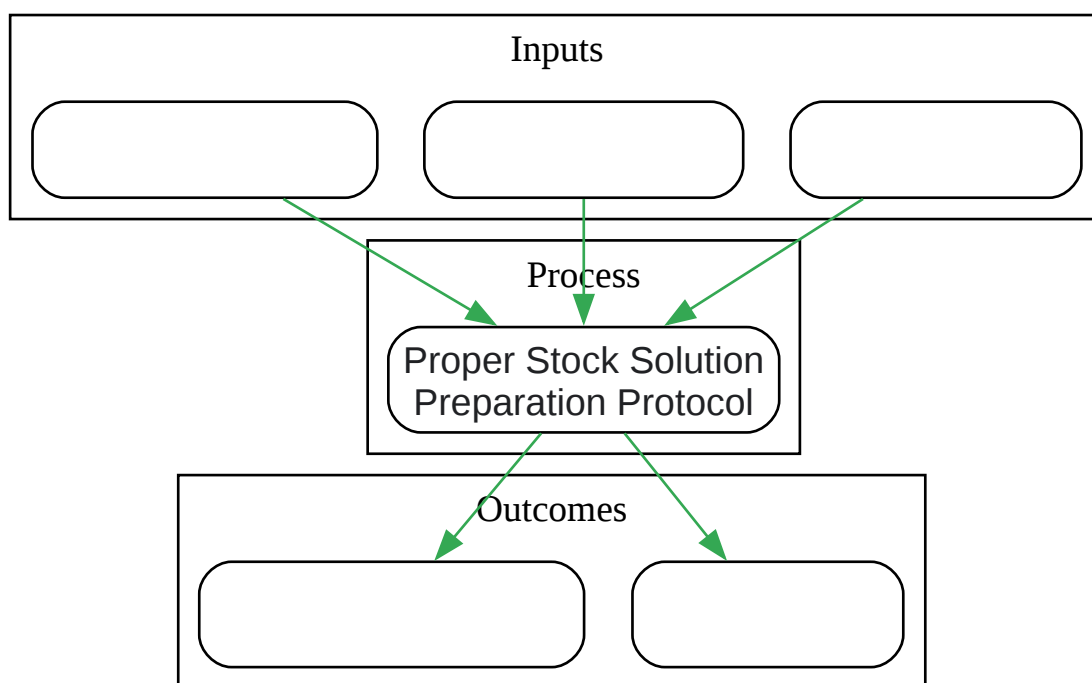 Inputs
Process
Proper Stock Solution
Preparation Protocol
Outcomes